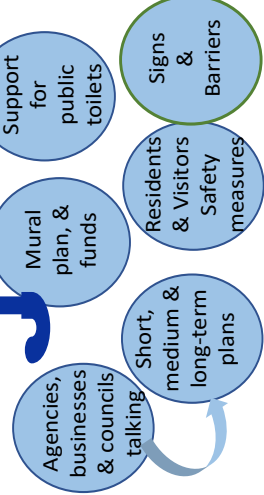 Agencies,
businesses
& councils
talking
Short,
medium &
long-term
plans
Mural
plan, &
funds
Residents
& Visitors
Safety
measures
Support
for
public
toilets
Signs
&
Barriers